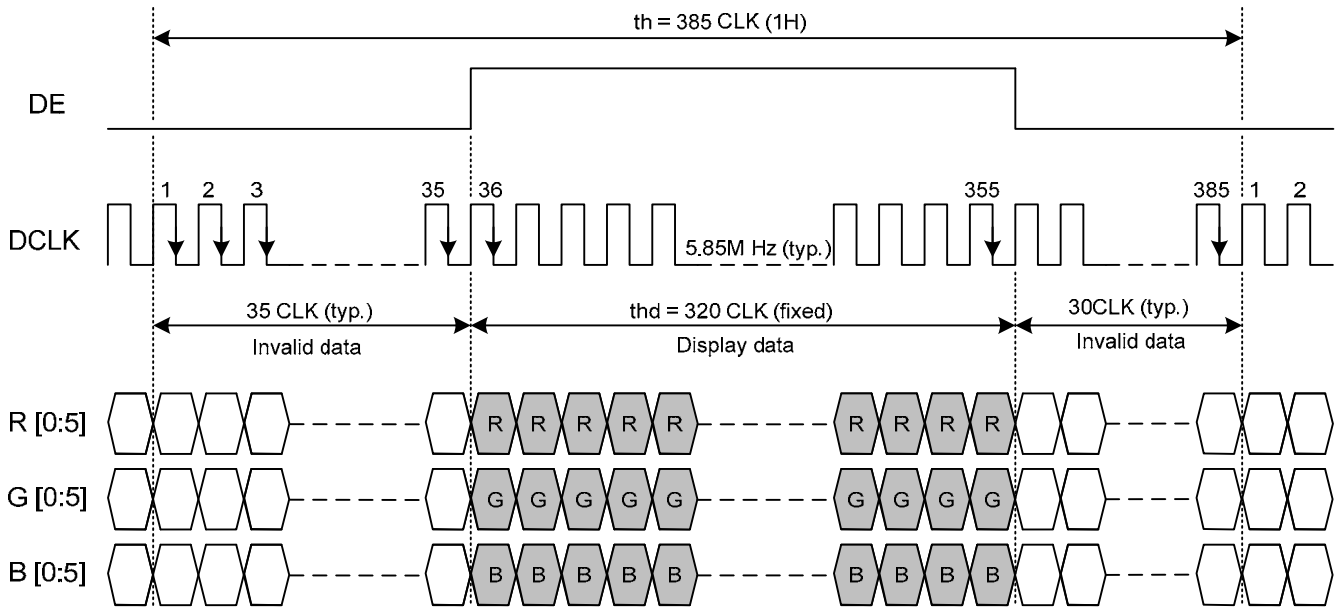 th = 385 CLK (1H)
DE
1 2 3 35 36 355 385 1 2
DCLK
5.85M Hz (typ.)
35 CLK (typ.) thd = 320 CLK (fixed) 30CLK (typ.)
Invalid data Display data Invalid data
R [0:5] R R R R R R R R R
G [0:5] G G G G G G G G G
B [0:5] B B B B B B B B B